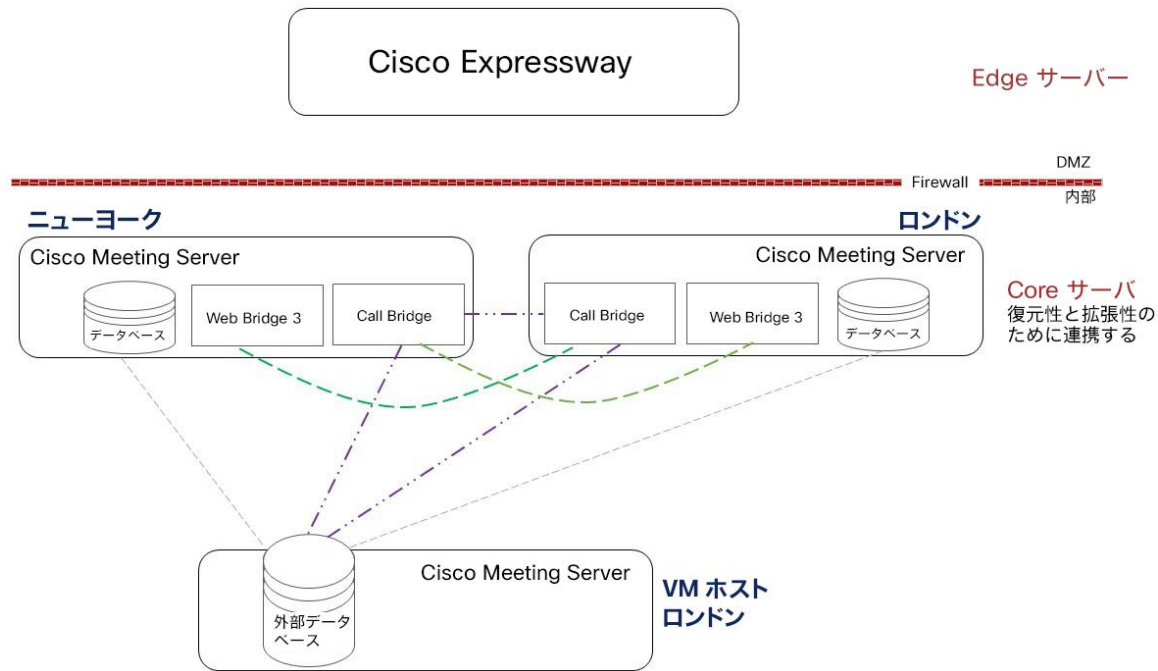 Cisco Expressway
Edge サーバー
DMZ
Firewall
内部
ニューヨーク
ロンドン
Cisco Meeting Server
Cisco Meeting Server
データベース
Web Bridge 3
Call Bridge
Call Bridge
Web Bridge 3
データベース
Core サーバ
復元性と拡張性の
ために連携する
Cisco Meeting Server
外部データ
ベース
VM ホスト
ロンドン